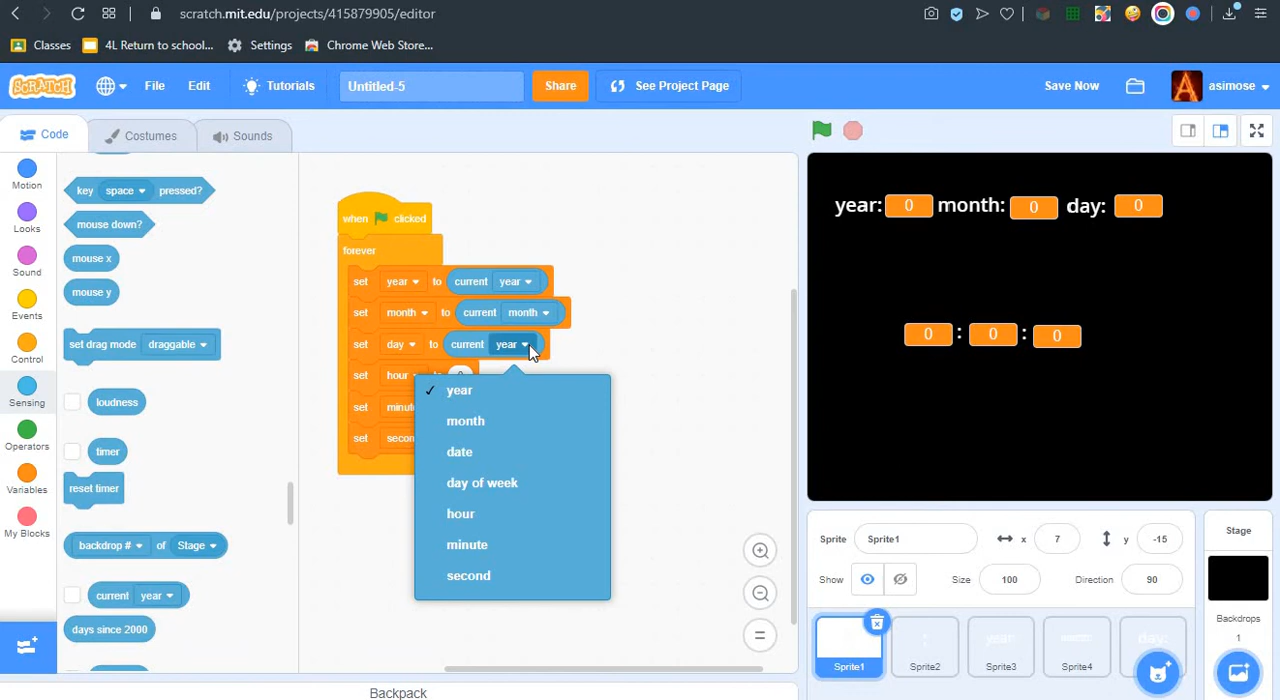 scratch.mit.edu/projects/415879905/editor
Classes 4L Return to school... Settings Chrome Web Store...
SCRATCH File Edit Tutorials Untitled-5 Share See Project Page Save Now asimose
Code Costumes Sounds
Motion
Looks
Sound
Events
Control
Sensing
Operators
Variables
My Blocks
key space pressed?
mouse down?
mouse x
mouse y
set drag mode draggable
loudness
timer
reset timer
backdrop # of Stage
current year
days since 2000
when clicked
forever
set year to current year
set month to current month
set day to current year
set hour
set minut
set secon
✓ year
month
date
day of week
hour
minute
second
Backpack
year: 0 month: 0 day: 0
0 : 0 : 0
Sprite Sprite1 x 7 y -15
Show Size 100 Direction 90
Sprite1 Sprite2 Sprite3 Sprite4
year day:
Stage
Backdrops
1